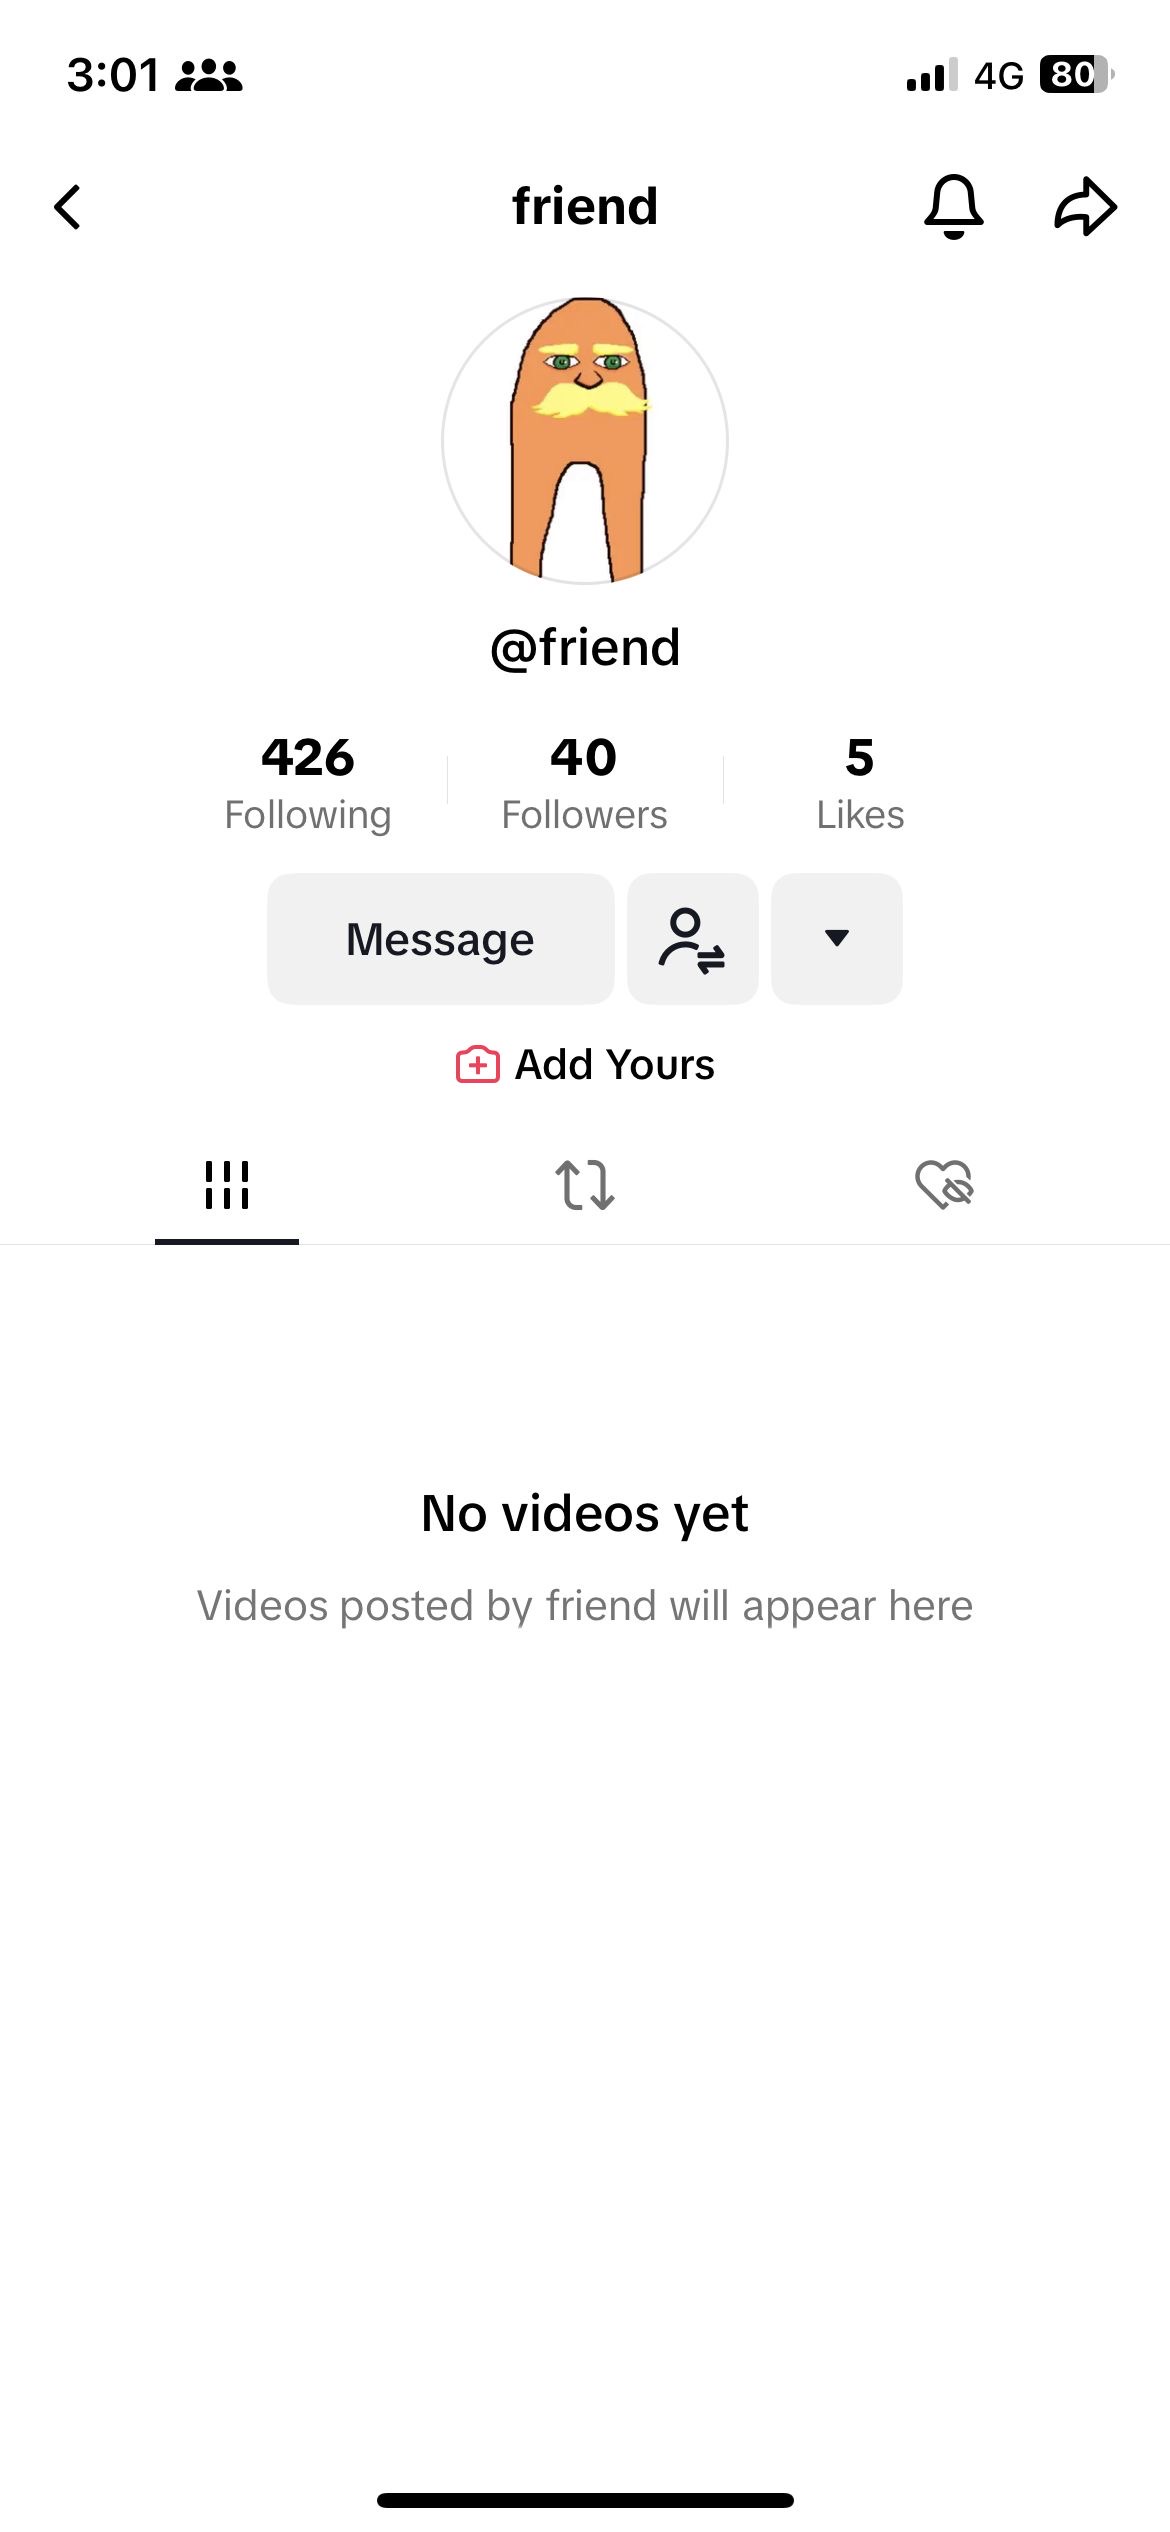 3:01 4G 80
friend
@friend
426 40 5
Following Followers Likes
Message
Add Yours
No videos yet
Videos posted by friend will appear here